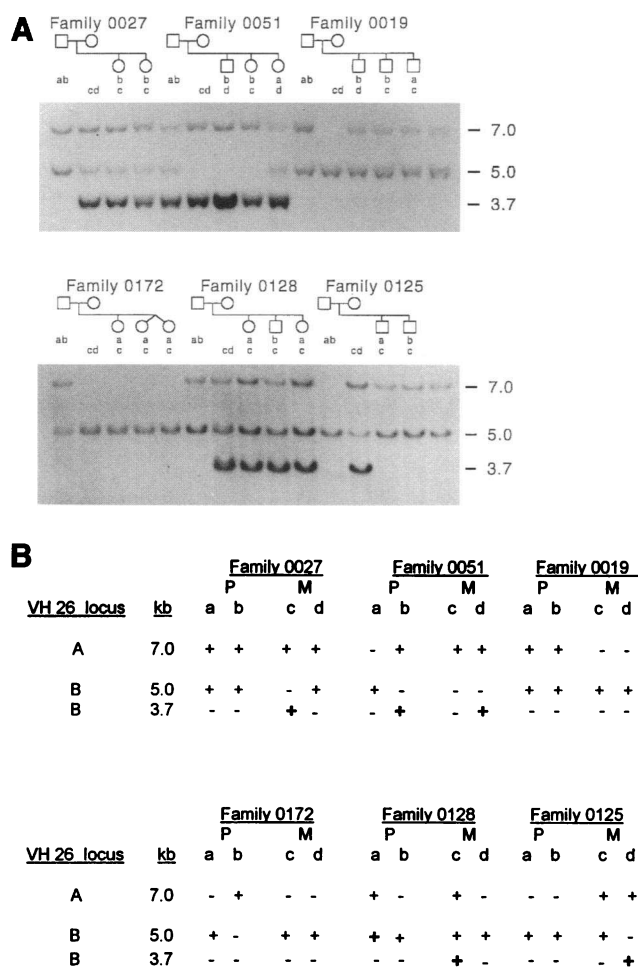 A
Family 0027 Family 0051 Family 0019
ab b b ab b b a ab b b a
cd c c cd d c d cd c c c
7.0
5.0
3.7
Family 0172 Family 0128 Family 0125
ab a a a ab a b a ab a b
cd c c c cd c c c cd c c
7.0
5.0
3.7
B
Family 0027 Family 0051 Family 0019
P M P M P M
VH 26 locus kb a b c d a b c d a b c d
A 7.0 + + + + - + + + + + - -
B 5.0 + + - + + - - - + + + +
B 3.7 - - + - - + - + - - - -
Family 0172 Family 0128 Family 0125
P M P M P M
VH 26 locus kb a b c d a b c d a b c d
A 7.0 - + - - + - + - - - + +
B 5.0 + - + + + + + + + + + -
B 3.7 - - - - - - + - - - - +